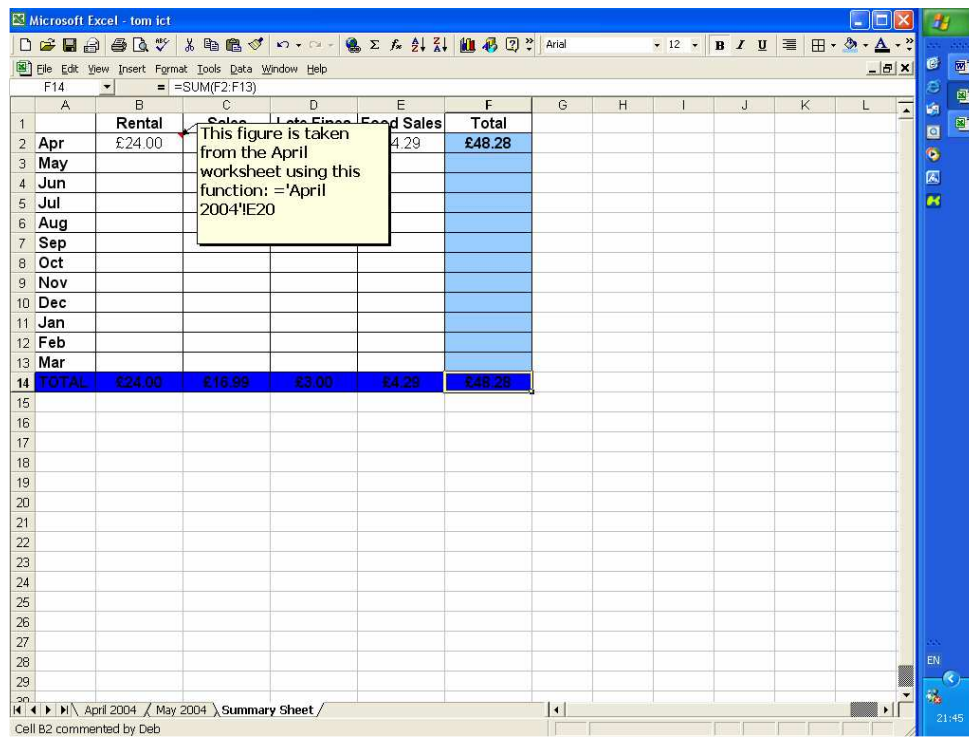 Microsoft Excel - tom ict
Arial 12 B I U
File Edit View Insert Format Tools Data Window Help
F14 = =SUM(F2:F13)
A B C D E F G H I J K L
1 Rental Sales Late Fines Food Sales Total
2 Apr £24.00 4.29 £48.28
This figure is taken
from the April
worksheet using this
function: ='April
2004'!E20
3 May
4 Jun
5 Jul
6 Aug
7 Sep
8 Oct
9 Nov
10 Dec
11 Jan
12 Feb
13 Mar
14 TOTAL £24.00 £16.99 £3.00 £4.29 £48.28
15
16
17
18
19
20
21
22
23
24
25
26
27
28
29
30
April 2004 May 2004 Summary Sheet
Cell B2 commented by Deb
EN
21:45